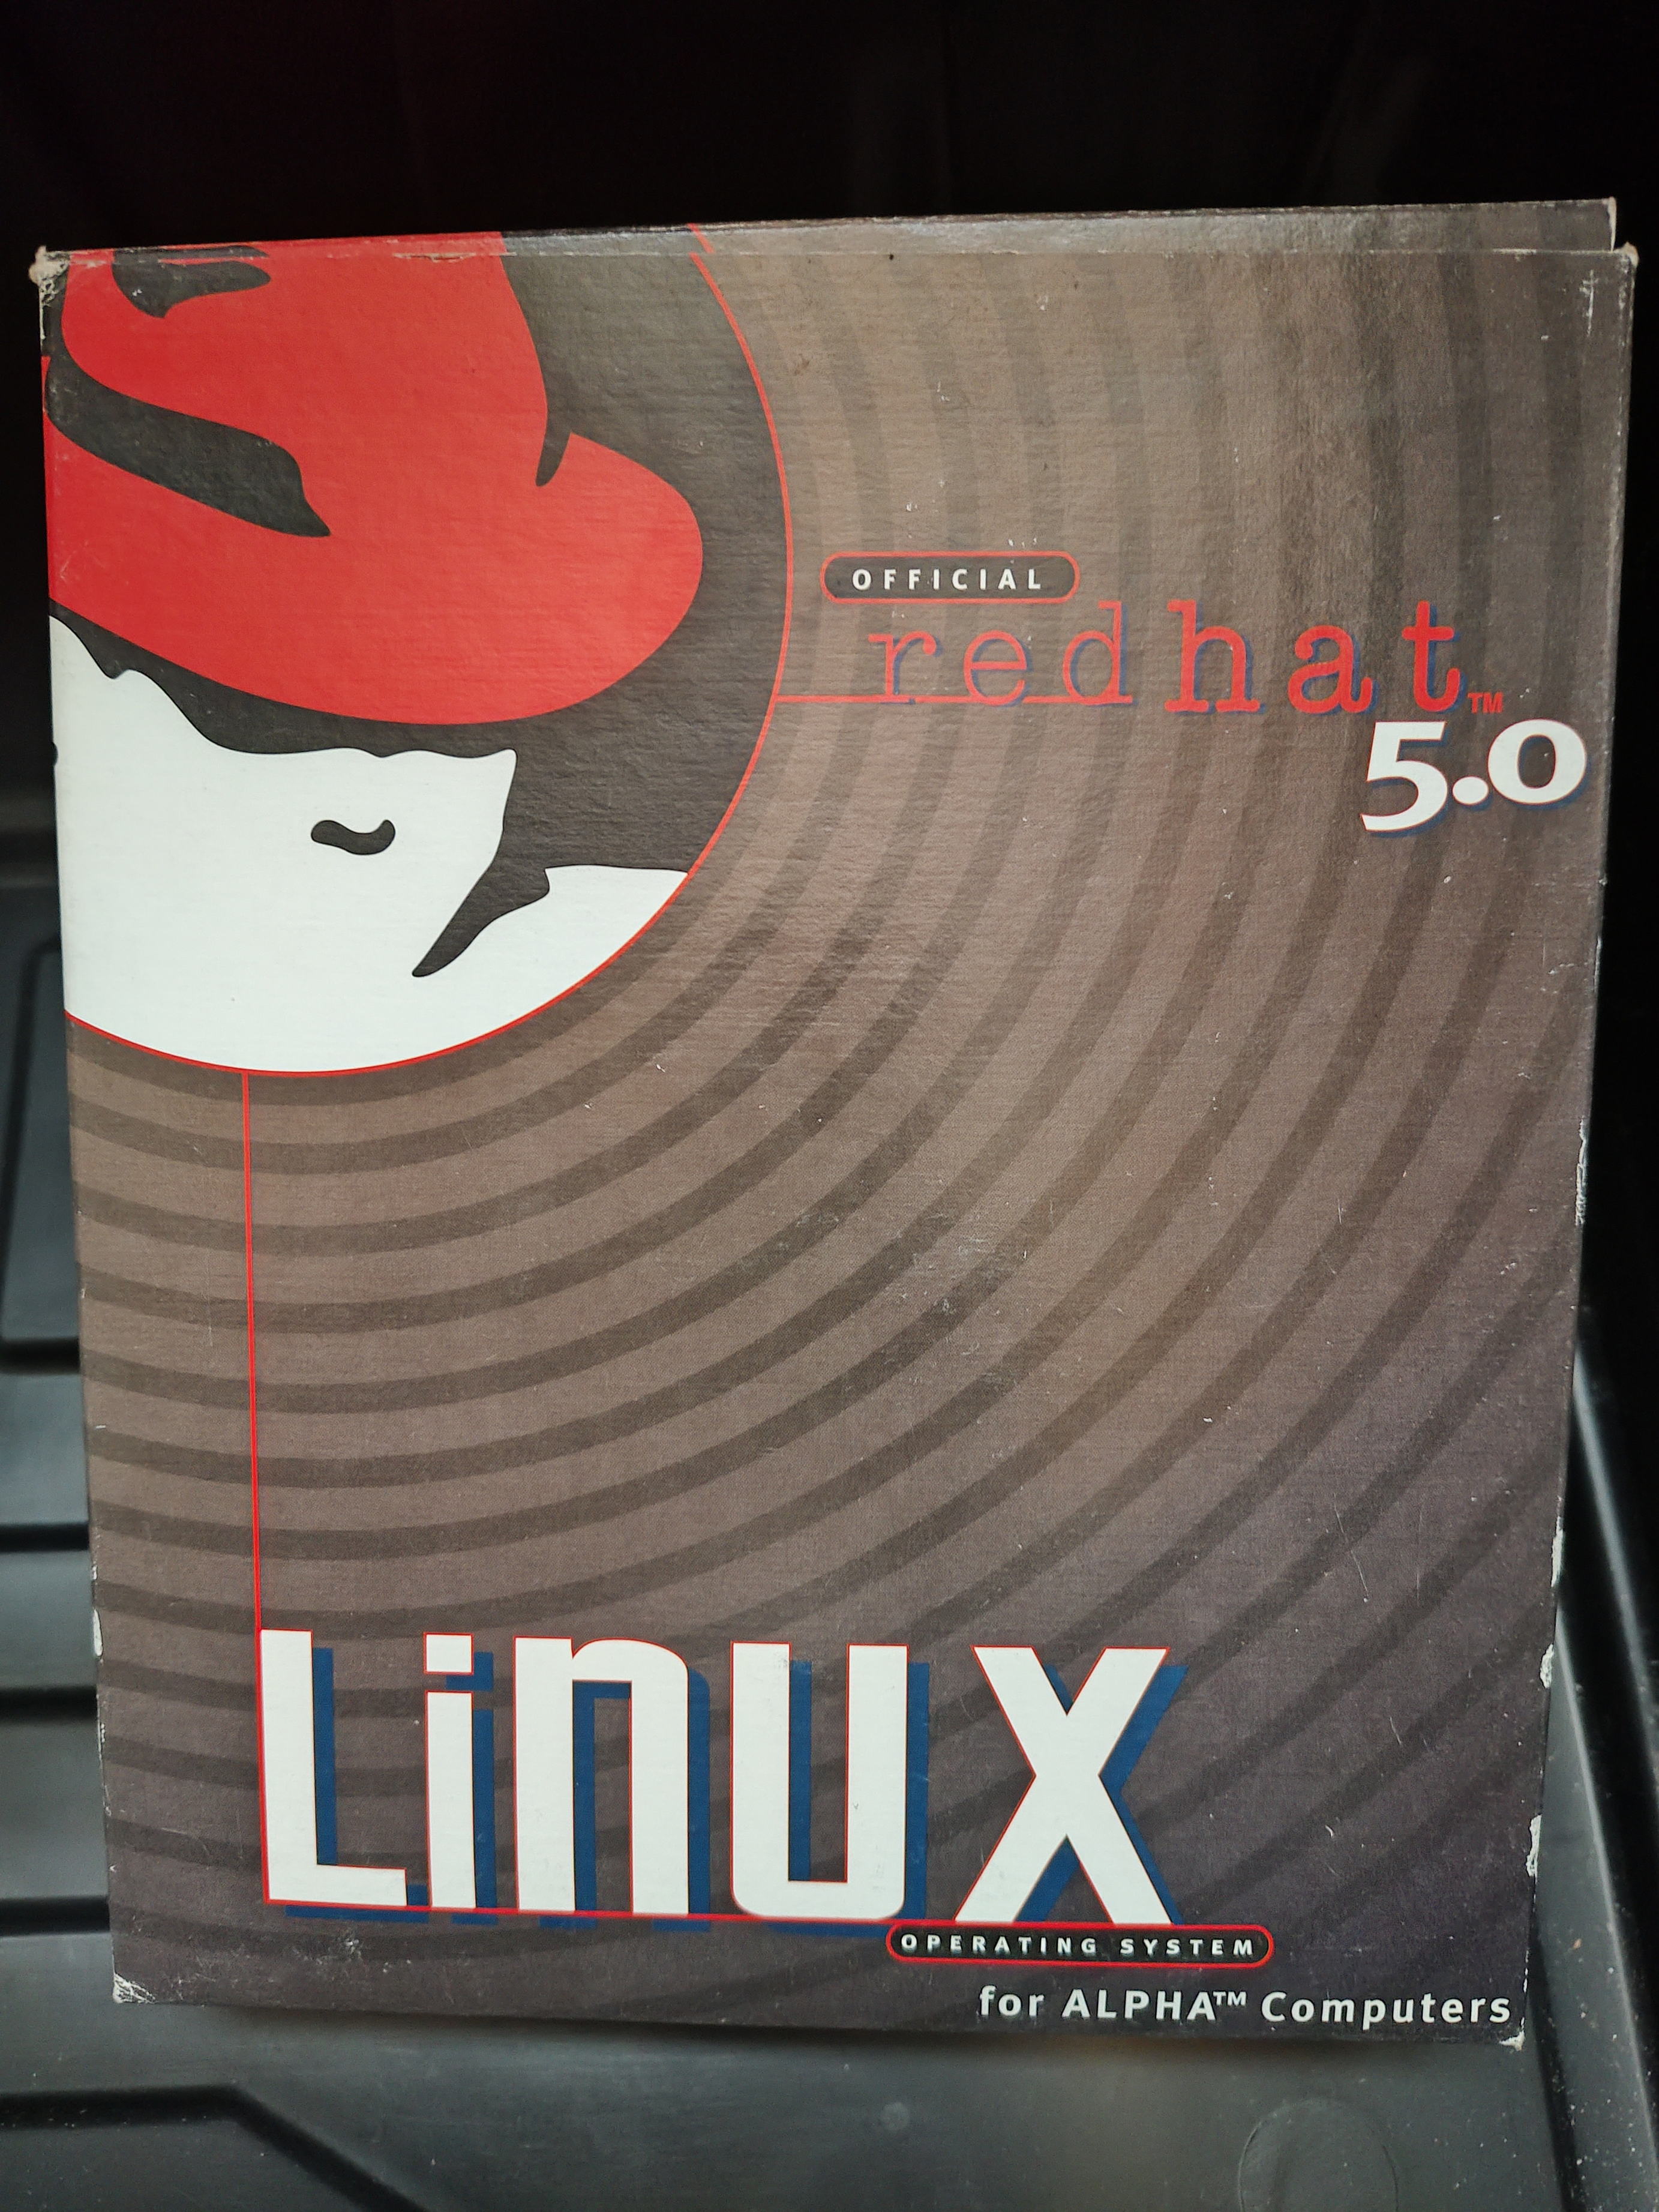 OFFICIAL
redhat™
5.0
Linux
OPERATING SYSTEM
for ALPHA™ Computers